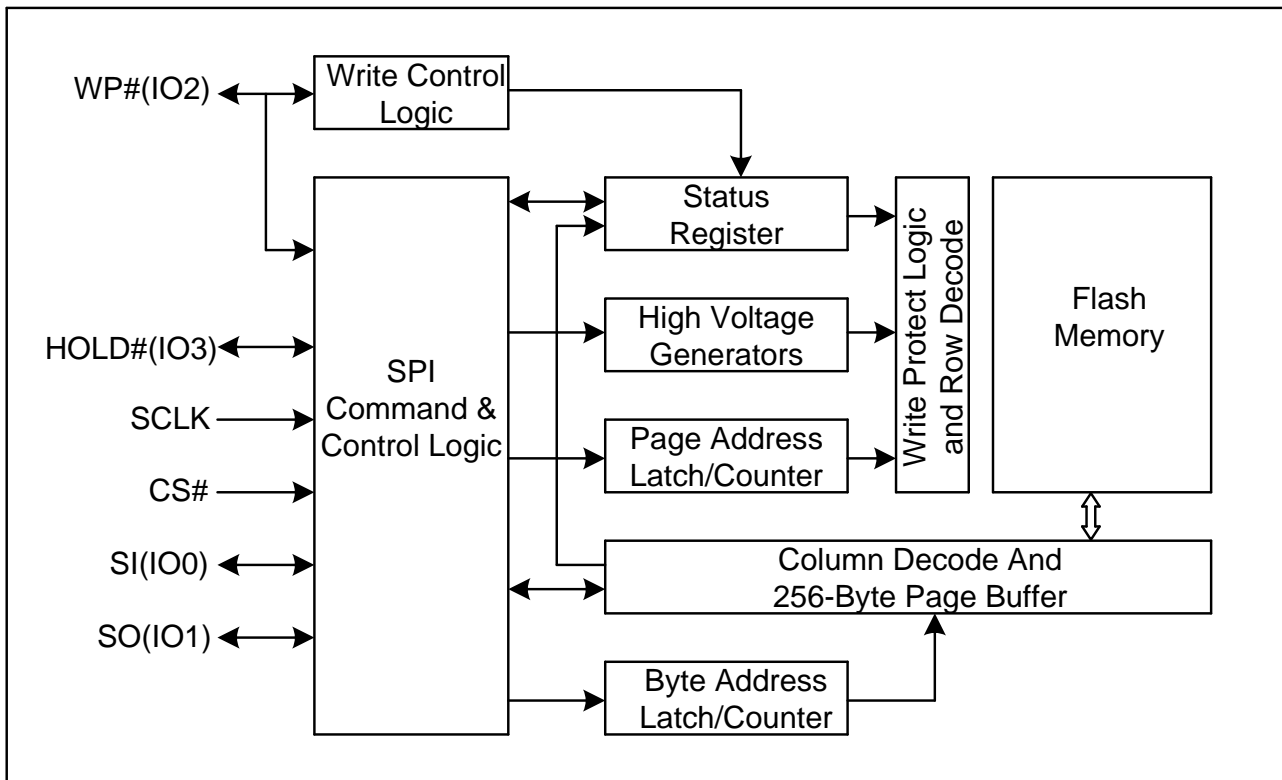 WP#(IO2)
Write Control
Logic
Status
Register
Write Protect Logic
and Row Decode
Flash
Memory
HOLD#(IO3)
High Voltage
Generators
SPI
Command &
Control Logic
SCLK
Page Address
Latch/Counter
CS#
SI(IO0)
Column Decode And
256-Byte Page Buffer
SO(IO1)
Byte Address
Latch/Counter